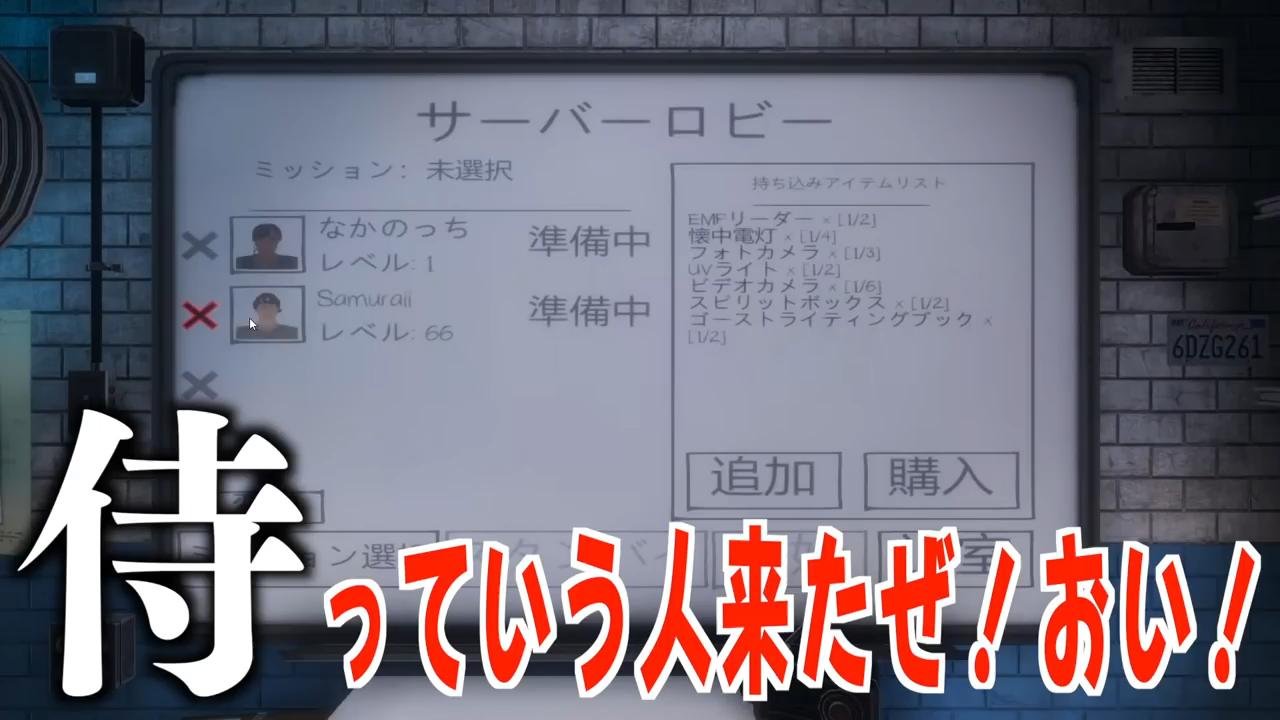 サーバーロビー
ミッション: 未選択
なかのっち
レベル: 1
準備中
Samuraii
レベル: 66
準備中
持ち込みアイテムリスト
EMFリーダー × [1/2]
懐中電灯 × [1/4]
フォトカメラ × [1/3]
UVライト × [1/2]
ビデオカメラ × [1/6]
スピリットボックス × [1/2]
ゴーストライティングブック ×
[1/2]
追加
購入
California
6DZG261
侍っていう人来たぜ！おい！